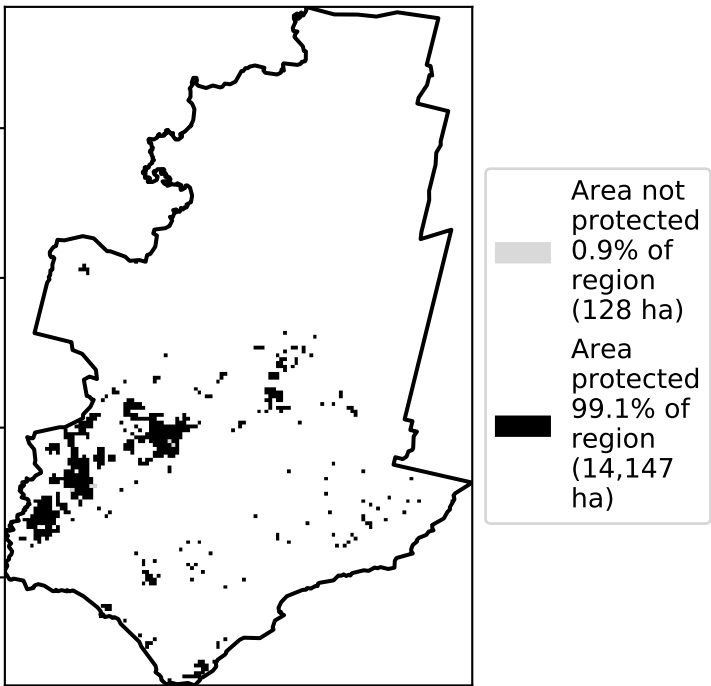 Area not
protected
0.9% of
region
(128 ha)
Area
protected
99.1% of
region
(14,147
ha)